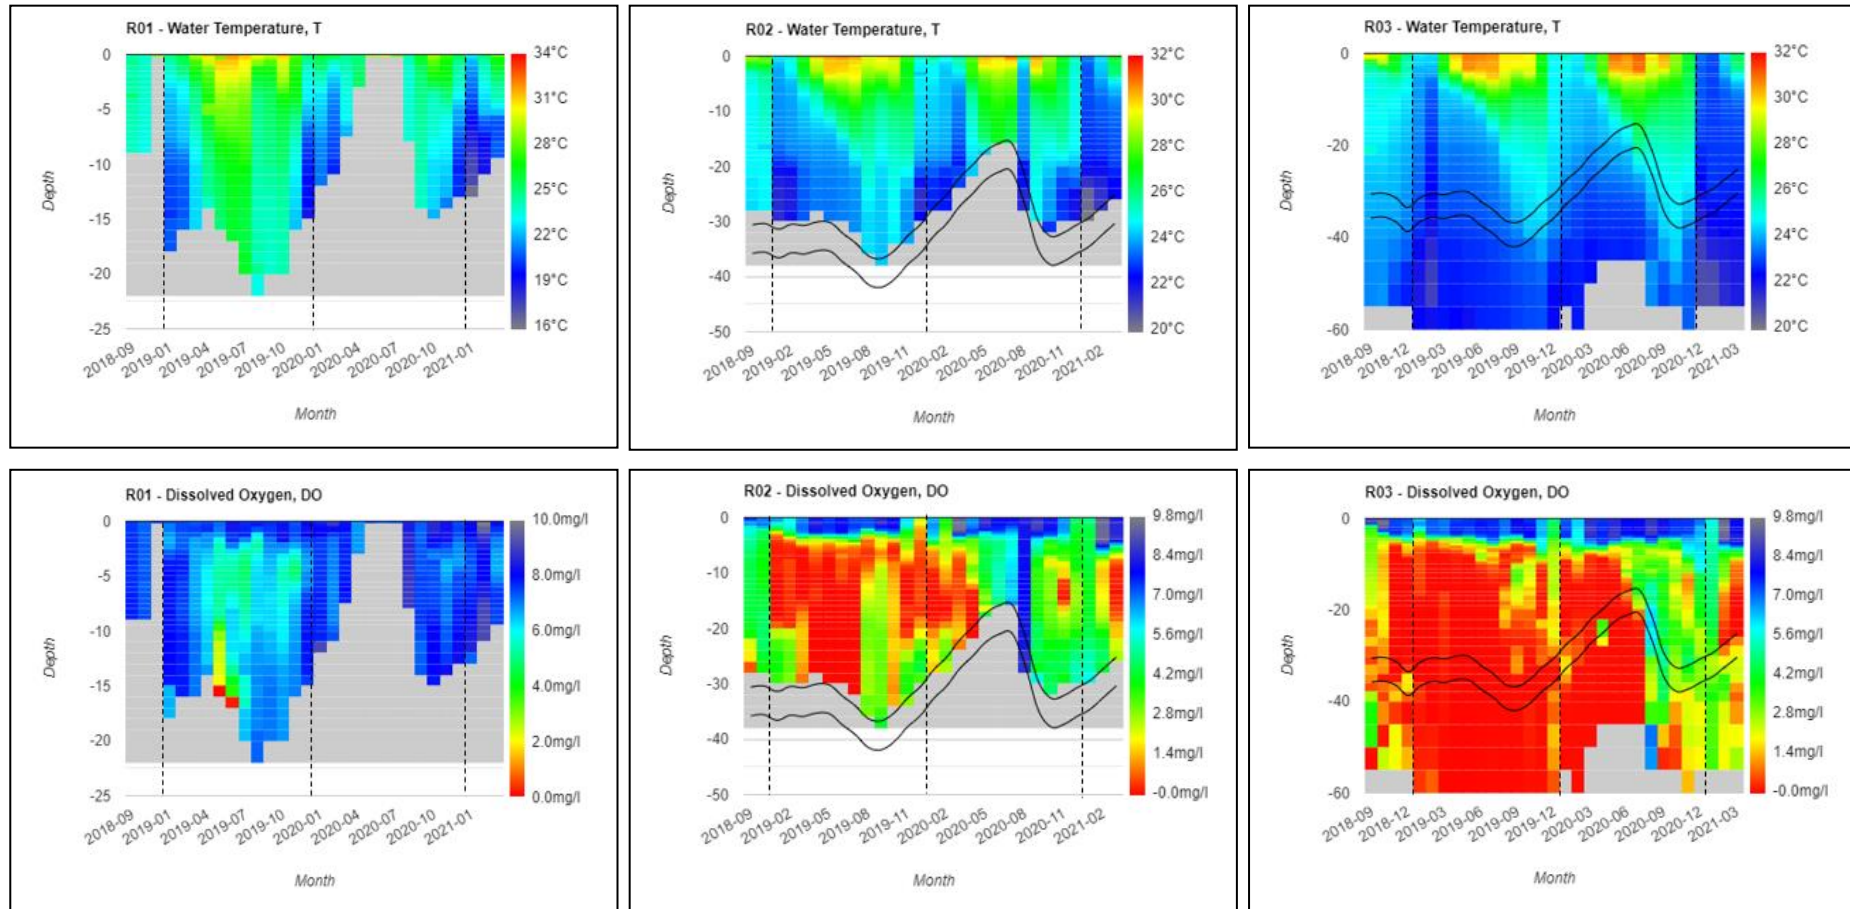 R01 - Water Temperature, T
0
-5
-10
-15
-20
-25
Depth
34°C
31°C
28°C
25°C
22°C
19°C
16°C
2018-09
2019-01
2019-04
2019-07
2019-10
2020-01
2020-04
2020-07
2020-10
2021-01
Month
R02 - Water Temperature, T
0
-10
-20
-30
-40
-50
Depth
32°C
30°C
28°C
26°C
24°C
22°C
20°C
2018-09
2019-02
2019-05
2019-08
2019-11
2020-02
2020-05
2020-08
2020-11
2021-02
Month
R03 - Water Temperature, T
0
-20
-40
-60
Depth
32°C
30°C
28°C
26°C
24°C
22°C
20°C
2018-09
2018-12
2019-03
2019-06
2019-09
2019-12
2020-03
2020-06
2020-09
2020-12
2021-03
Month
R01 - Dissolved Oxygen, DO
0
-5
-10
-15
-20
-25
Depth
10.0mg/l
8.0mg/l
6.0mg/l
4.0mg/l
2.0mg/l
0.0mg/l
2018-09
2019-01
2019-04
2019-07
2019-10
2020-01
2020-04
2020-07
2020-10
2021-01
Month
R02 - Dissolved Oxygen, DO
0
-10
-20
-30
-40
-50
Depth
9.8mg/l
8.4mg/l
7.0mg/l
5.6mg/l
4.2mg/l
2.8mg/l
1.4mg/l
-0.0mg/l
2018-09
2019-02
2019-05
2019-08
2019-11
2020-02
2020-05
2020-08
2020-11
2021-02
Month
R03 - Dissolved Oxygen, DO
0
-20
-40
-60
Depth
9.8mg/l
8.4mg/l
7.0mg/l
5.6mg/l
4.2mg/l
2.8mg/l
1.4mg/l
-0.0mg/l
2018-09
2018-12
2019-03
2019-06
2019-09
2019-12
2020-03
2020-06
2020-09
2020-12
2021-03
Month